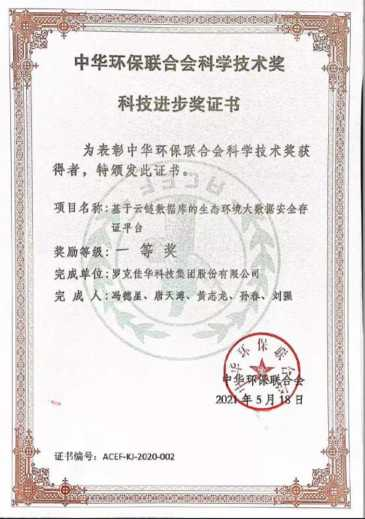 中华环保联合会科学技术奖
科技进步奖证书
为表彰中华环保联合会科学技术奖获
得者，特颁发此证书。
项目名称：基于云链数据库的生态环境大数据安全存
证平台
奖励等级：一等奖
完成单位：罗克佳华科技集团股份有限公司
完成人：冯德星、唐天溥、黄志龙、孙春、刘强
中华环保联合会
2021年5月18日
证书编号：ACEF-KJ-2020-002